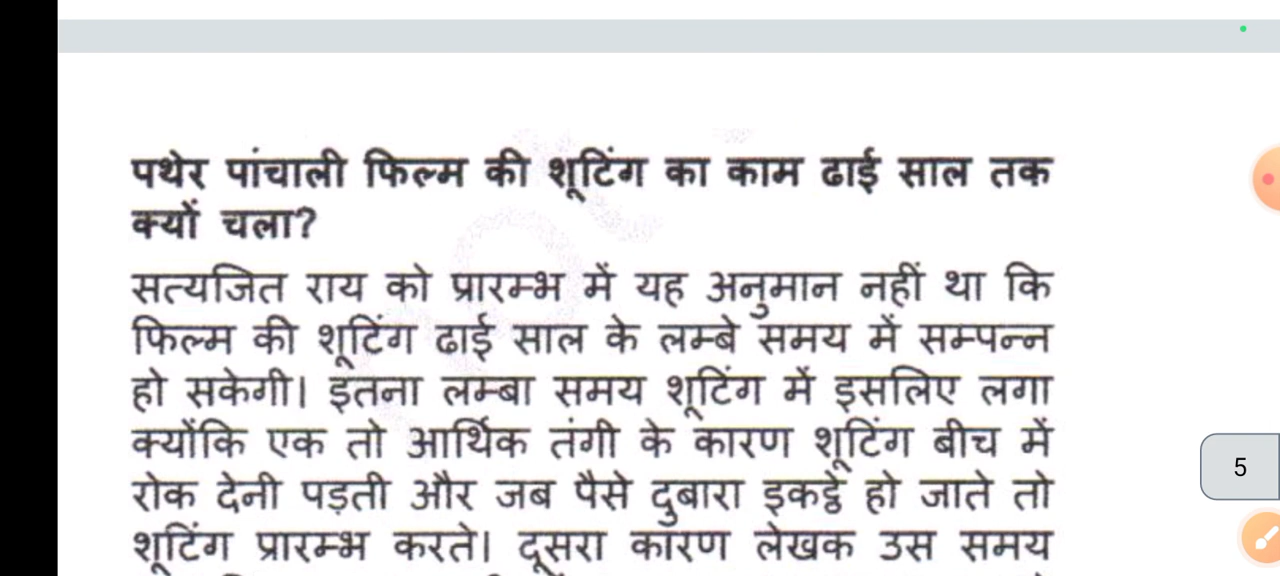 पथेर पांचाली फिल्म की शूटिंग का काम ढाई साल तक
क्यों चला?
सत्यजित राय को प्रारम्भ में यह अनुमान नहीं था कि
फिल्म की शूटिंग ढाई साल के लम्बे समय में सम्पन्न
हो सकेगी। इतना लम्बा समय शूटिंग में इसलिए लगा
क्योंकि एक तो आर्थिक तंगी के कारण शूटिंग बीच में
रोक देनी पड़ती और जब पैसे दुबारा इकट्ठे हो जाते तो
शूटिंग प्रारम्भ करते। दूसरा कारण लेखक उस समय
5